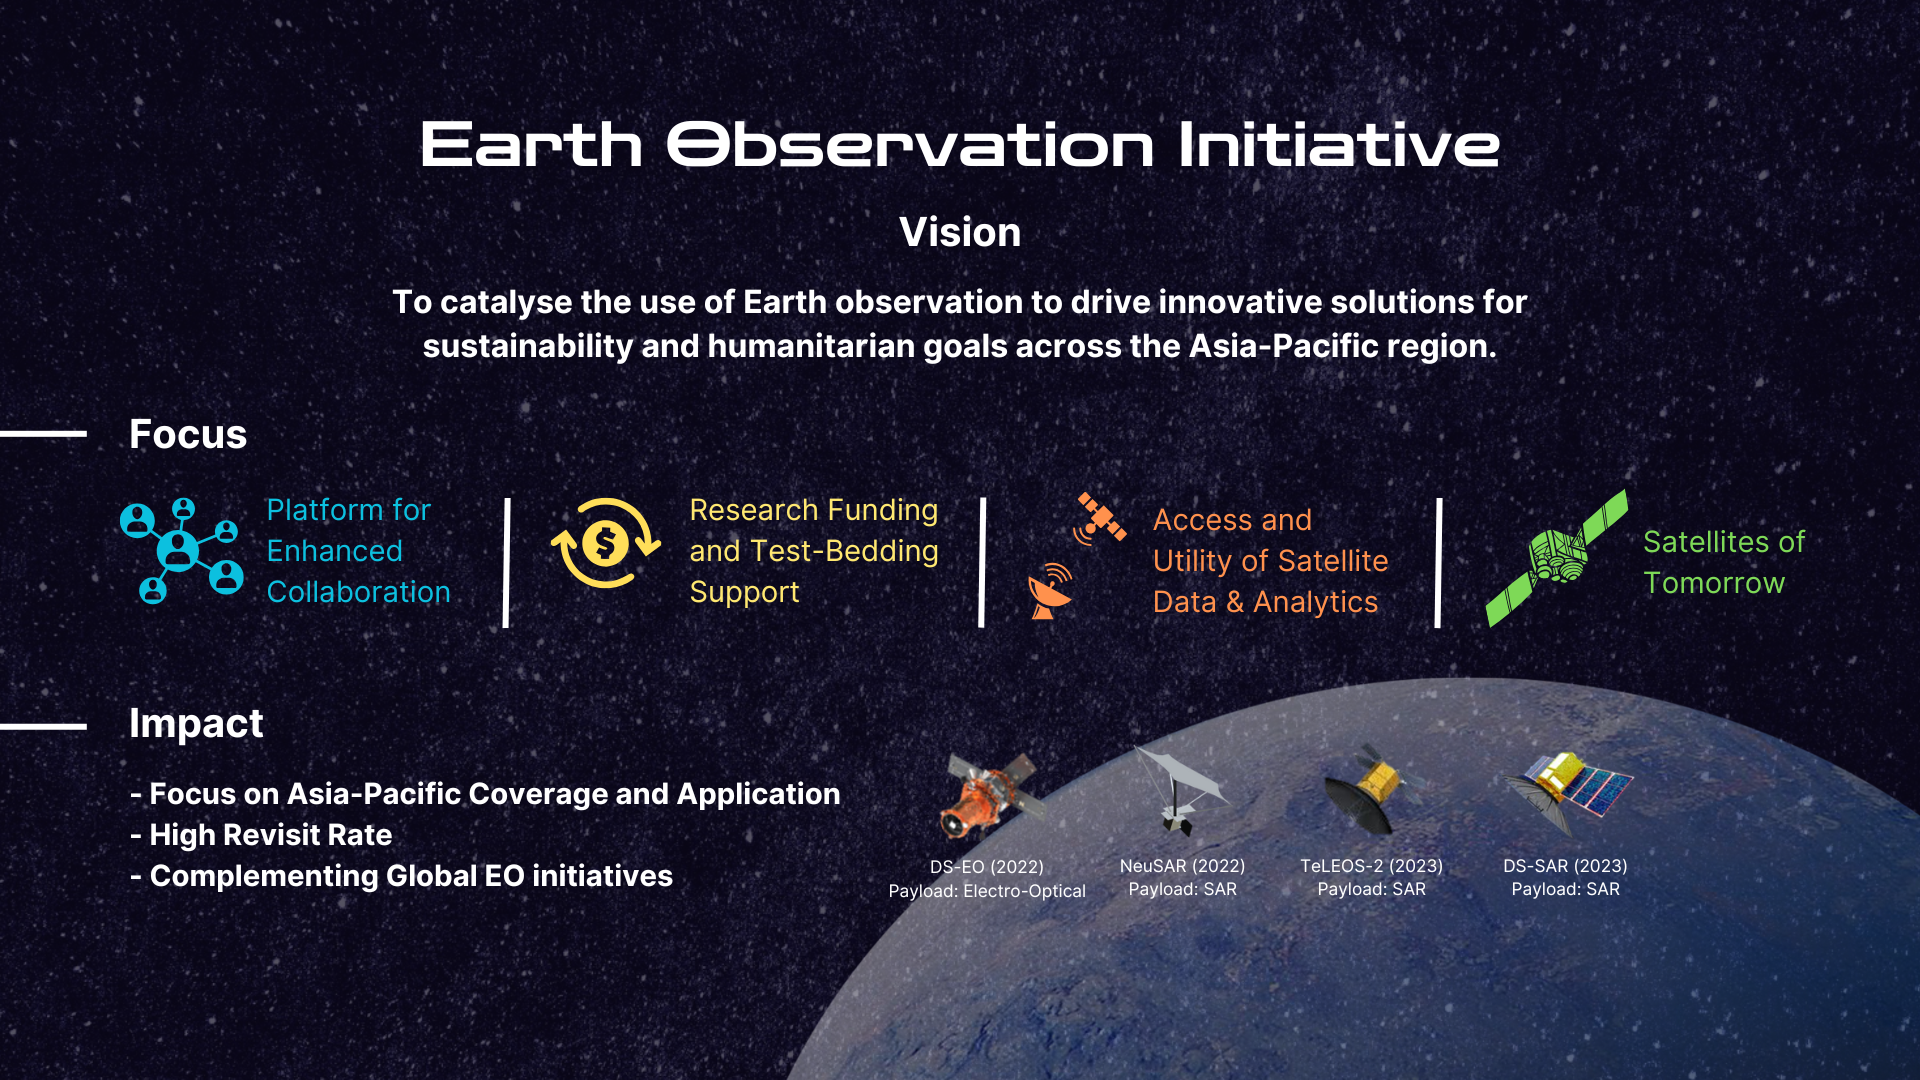 Earth Observation Initiative
Vision
To catalyse the use of Earth observation to drive innovative solutions for
sustainability and humanitarian goals across the Asia-Pacific region.
Focus
Platform for
Enhanced
Collaboration
Research Funding
and Test-Bedding
Support
Access and
Utility of Satellite
Data & Analytics
Satellites of
Tomorrow
Impact
- Focus on Asia-Pacific Coverage and Application
- High Revisit Rate
- Complementing Global EO initiatives
DS-EO (2022)
Payload: Electro-Optical
NeuSAR (2022)
Payload: SAR
TeLEOS-2 (2023)
Payload: SAR
DS-SAR (2023)
Payload: SAR